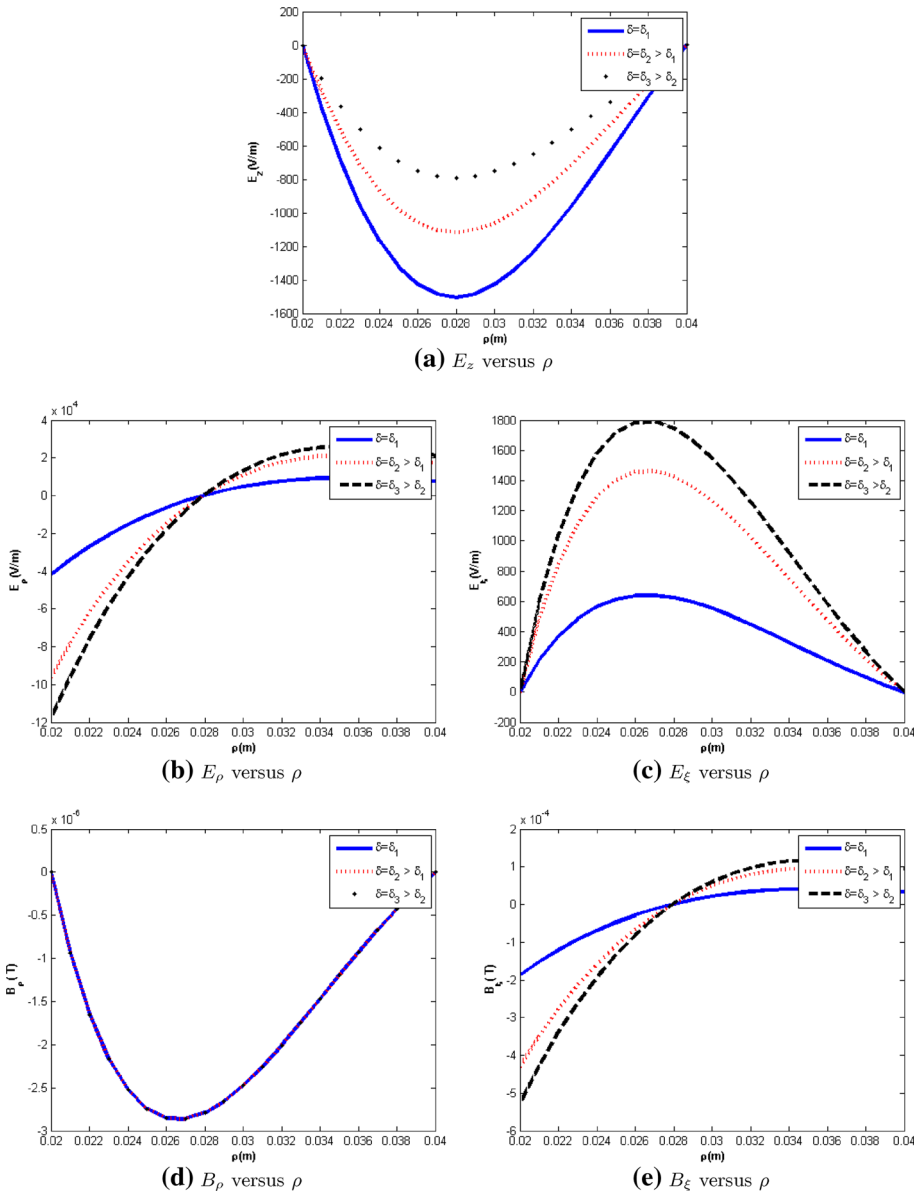 200
0
-200
-400
-600
-800
-1000
-1200
-1400
-1600
E_z(V/m)
δ=δ_1
δ=δ_2 > δ_1
δ=δ_3 > δ_2
0.02 0.022 0.024 0.026 0.028 0.03 0.032 0.034 0.036 0.038 0.04
ρ(m)
(a) E_z versus ρ
x 10^4
4
2
0
-2
-4
-6
-8
-10
-12
E_ρ(V/m)
δ=δ_1
δ=δ_2 > δ_1
δ=δ_3 > δ_2
0.02 0.022 0.024 0.026 0.028 0.03 0.032 0.034 0.036 0.038 0.04
ρ(m)
(b) E_ρ versus ρ
1800
1600
1400
1200
1000
800
600
400
200
0
-200
E_ξ(V/m)
δ=δ_1
δ=δ_2 > δ_1
δ=δ_3 > δ_2
0.02 0.022 0.024 0.026 0.028 0.03 0.032 0.034 0.036 0.038 0.04
ρ(m)
(c) E_ξ versus ρ
x 10^-6
0.5
0
-0.5
-1
-1.5
-2
-2.5
-3
B_ρ(T)
δ=δ_1
δ=δ_2 > δ_1
δ=δ_3 > δ_2
0.02 0.022 0.024 0.026 0.028 0.03 0.032 0.034 0.036 0.038 0.04
ρ(m)
(d) B_ρ versus ρ
x 10^-4
2
1
0
-1
-2
-3
-4
-5
-6
B_ξ(T)
δ=δ_1
δ=δ_2 > δ_1
δ=δ_3 > δ_2
0.02 0.022 0.024 0.026 0.028 0.03 0.032 0.034 0.036 0.038 0.04
ρ(m)
(e) B_ξ versus ρ